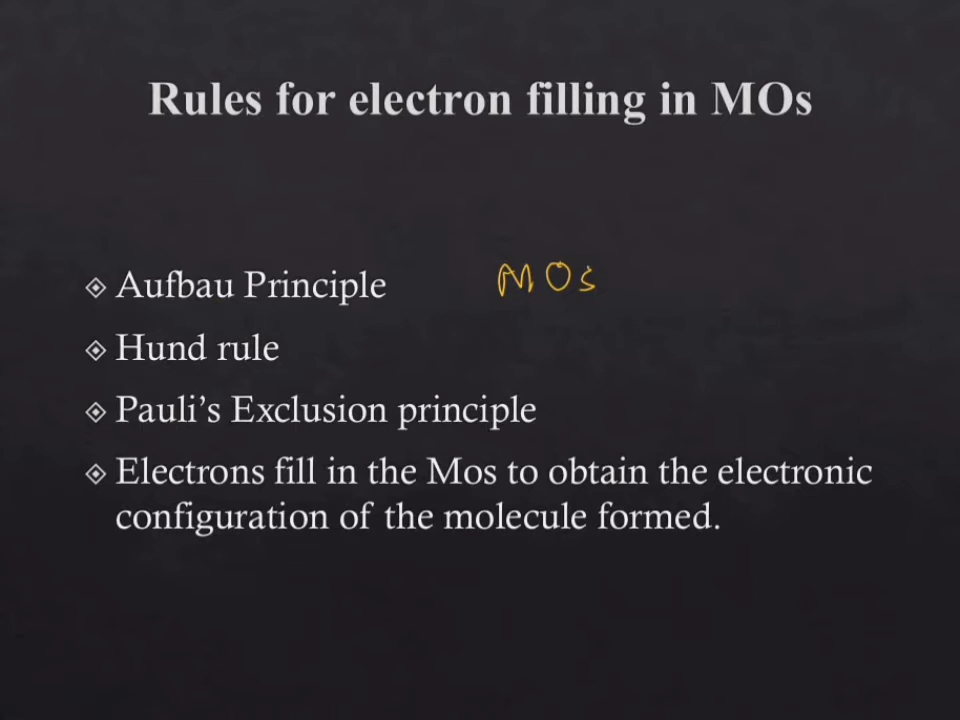 Rules for electron filling in MOs
Aufbau Principle
MOs
Hund rule
Pauli’s Exclusion principle
Electrons fill in the Mos to obtain the electronic
configuration of the molecule formed.